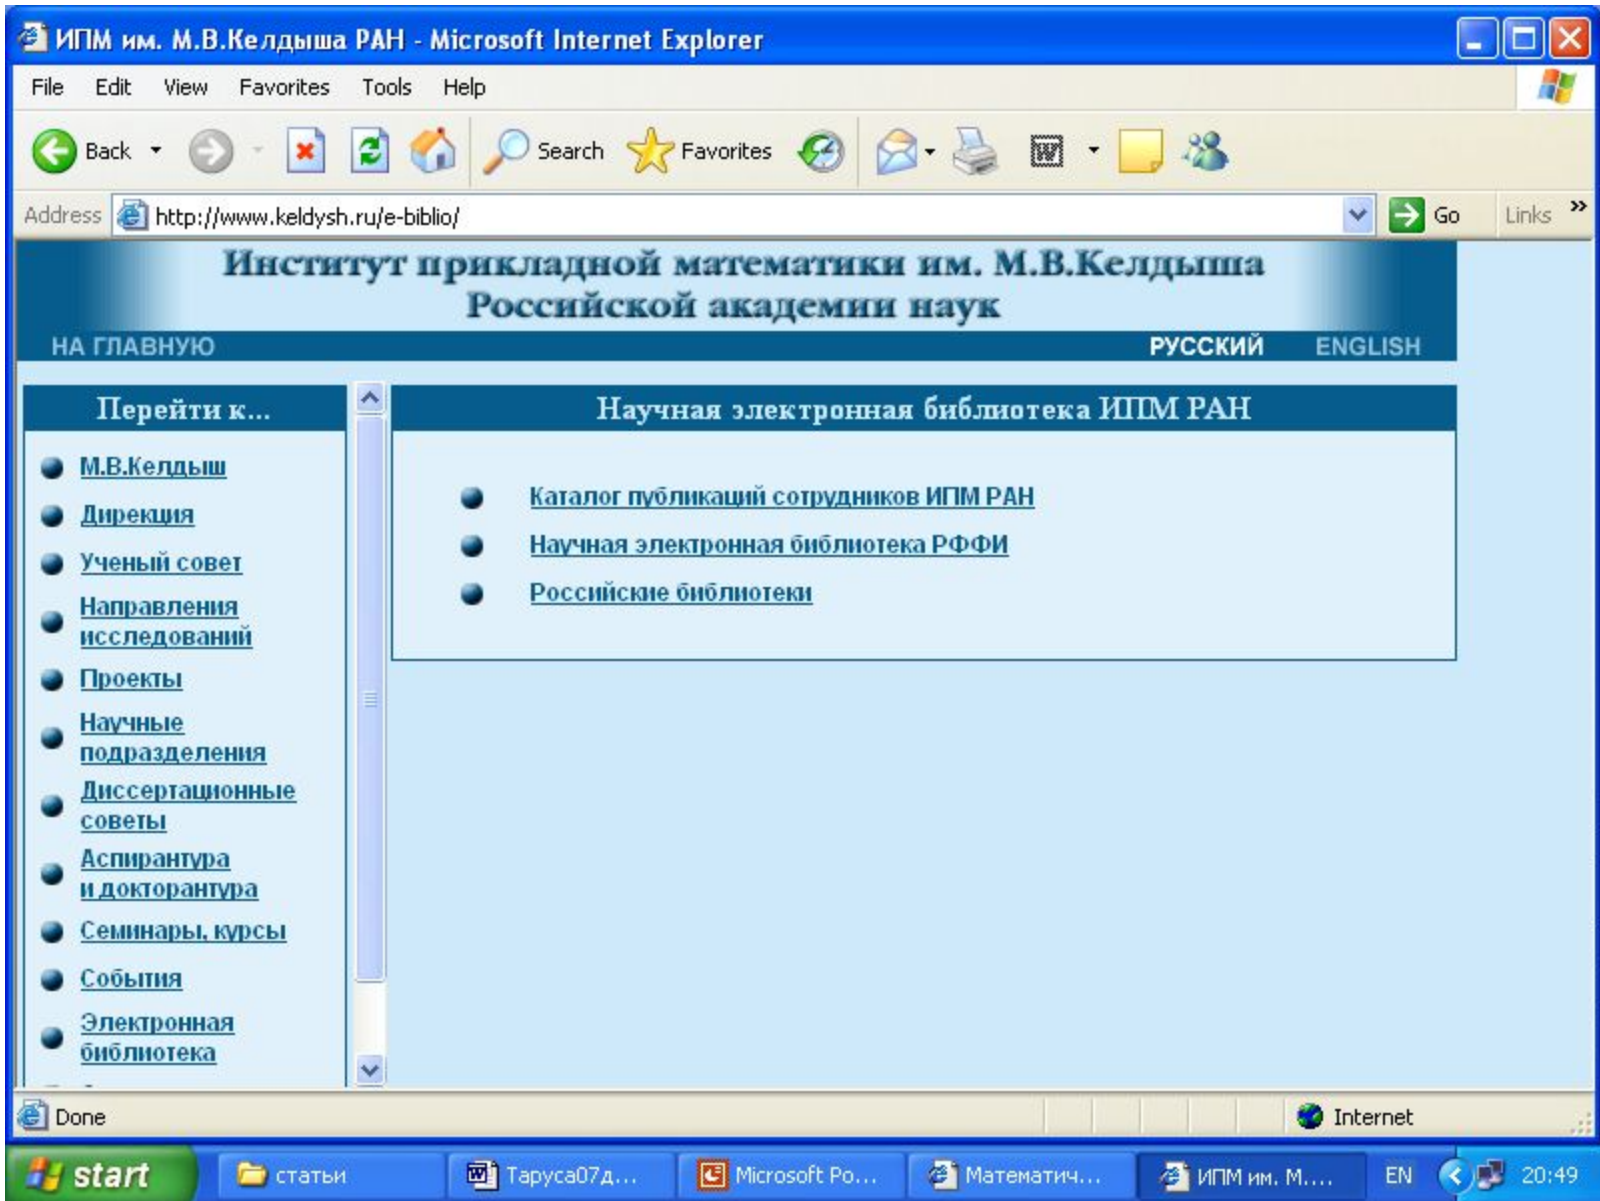 ИПМ им. М.В.Келдыша РАН - Microsoft Internet Explorer
File Edit View Favorites Tools Help
Back Search Favorites
Address http://www.keldysh.ru/e-biblio/ Go Links »
Институт прикладной математики им. М.В.Келдыша
Российской академии наук
НА ГЛАВНУЮ РУССКИЙ ENGLISH
Перейти к...
М.В.Келдыш
Дирекция
Ученый совет
Направления
исследований
Проекты
Научные
подразделения
Диссертационные
советы
Аспирантура
и докторантура
Семинары, курсы
События
Электронная
библиотека
Научная электронная библиотека ИПМ РАН
Каталог публикаций сотрудников ИПМ РАН
Научная электронная библиотека РФФИ
Российские библиотеки
Done Internet
start статьи Таруса07д... Microsoft Po... Математич... ИПМ им. М.... EN 20:49